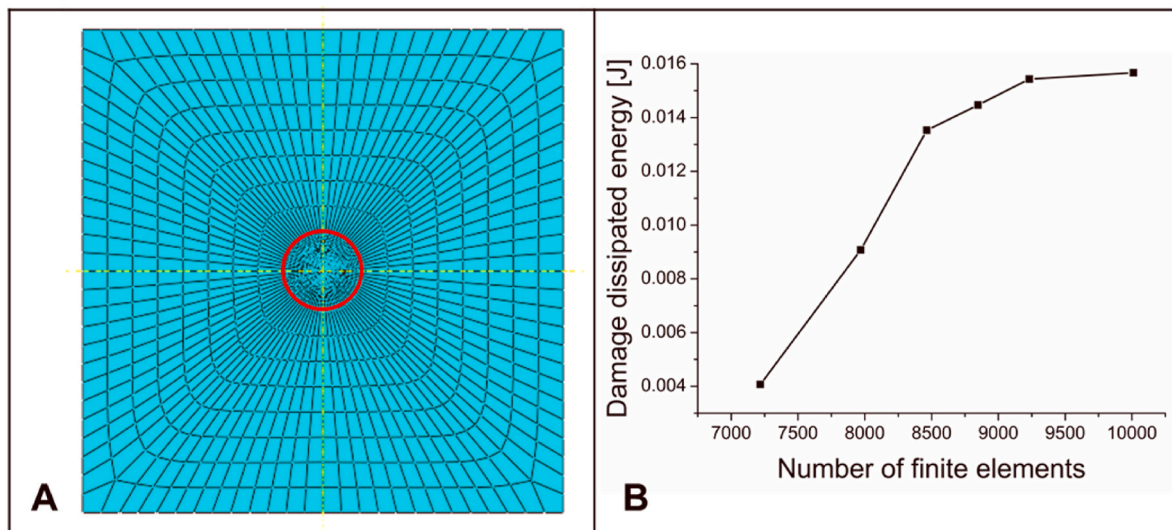 A
Damage dissipated energy [J]
0.016
0.014
0.012
0.010
0.008
0.006
0.004
7000 7500 8000 8500 9000 9500 10000
Number of finite elements
B